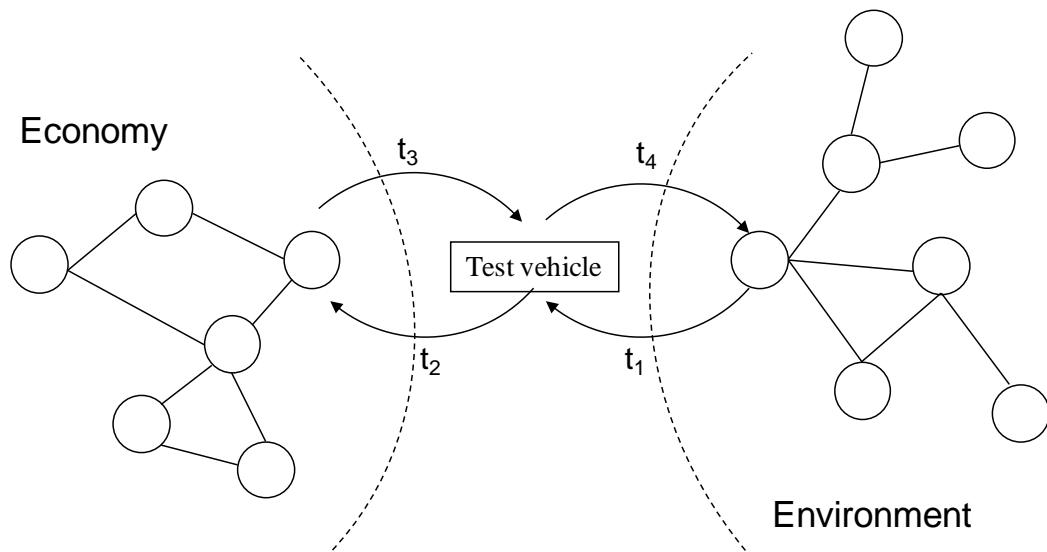 Economy
t₃
t₄
Test vehicle
t₂
t₁
Environment